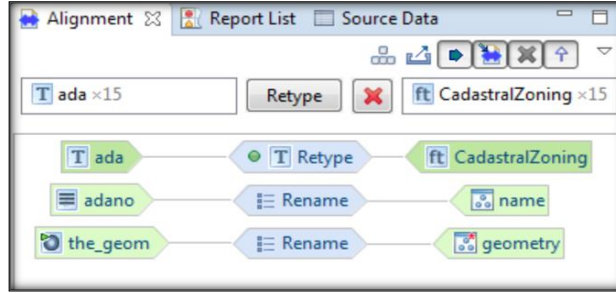 Alignment Report List Source Data
ada ×15 Retype CadastralZoning ×15
ada Retype CadastralZoning
adano Rename name
the_geom Rename geometry